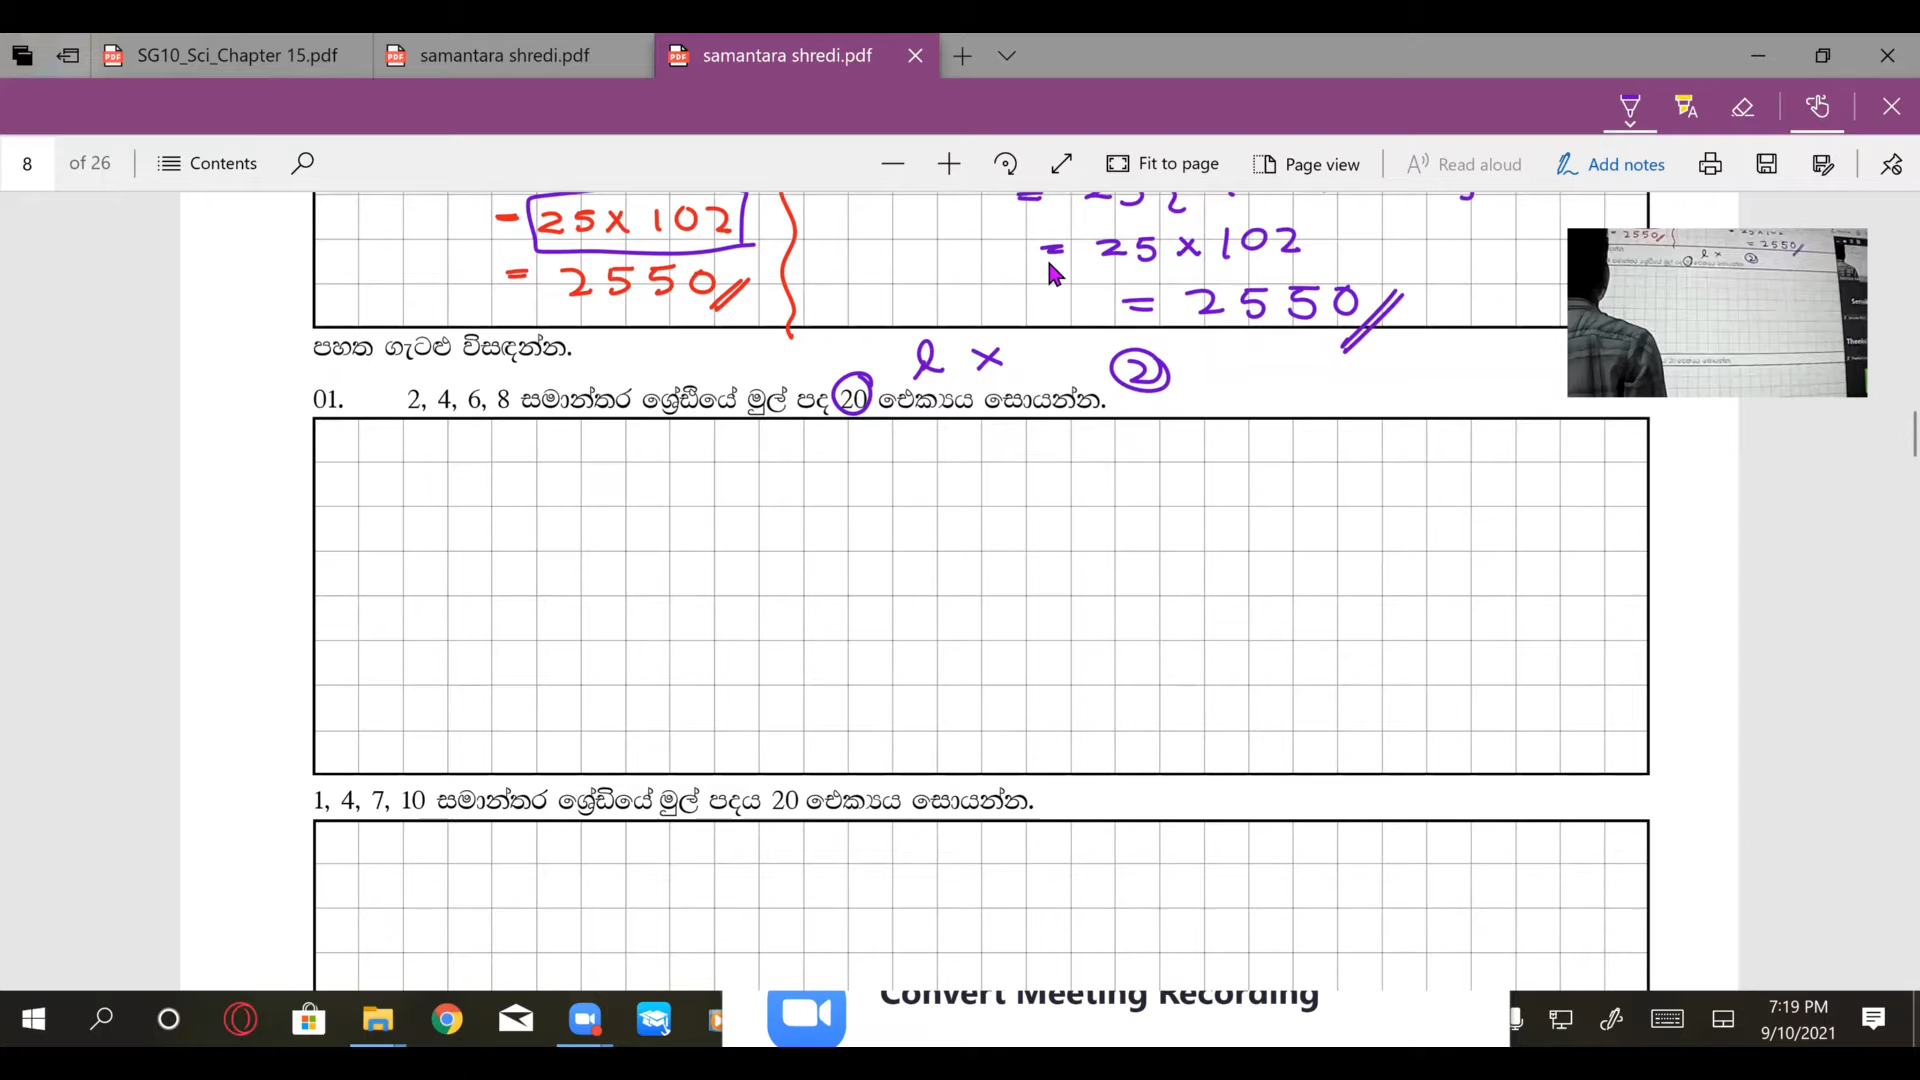 SG10_Sci_Chapter 15.pdf
samantara shredi.pdf
samantara shredi.pdf
8 of 26
Contents
Fit to page
Page view
Read aloud
Add notes
- 25 x 102
= 2550
= 25 x 102
= 2550
පහත ගැටළු විසඳන්න.
l x ②
01. 2, 4, 6, 8 සමාන්තර ශ්‍රේඪියේ මුල් පද 20 ඓක්‍යය සොයන්න.
1, 4, 7, 10 සමාන්තර ශ්‍රේඩියේ මුල් පදය 20 ඓක්‍යය සොයන්න.
Convert Meeting Recording
7:19 PM
9/10/2021